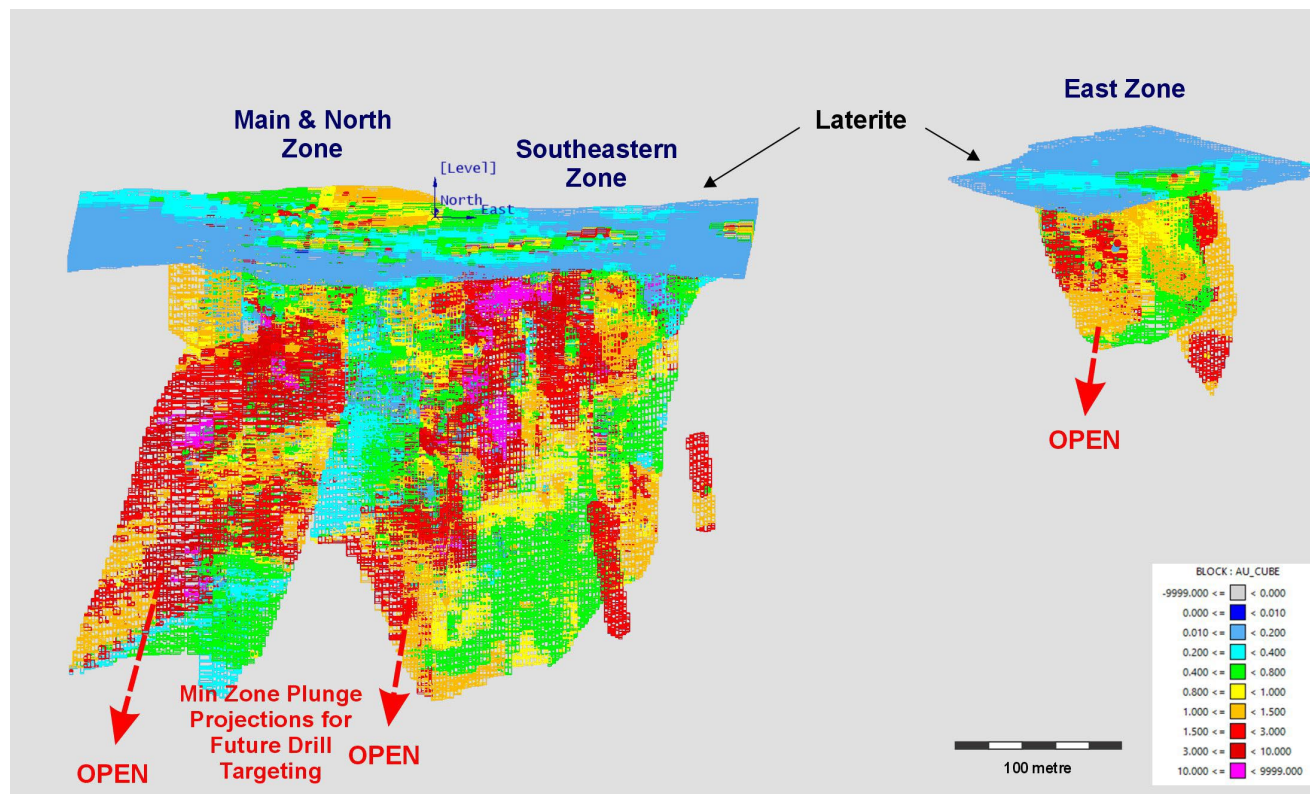 Main & North
Zone
Southeastern
Zone
Laterite
East Zone
[Level]
North
East
OPEN
Min Zone Plunge
Projections for
Future Drill
Targeting
OPEN
OPEN
100 metre
BLOCK : AU_CUBE
-9999.000 <= < 0.000
0.000 <= < 0.010
0.010 <= < 0.200
0.200 <= < 0.400
0.400 <= < 0.800
0.800 <= < 1.000
1.000 <= < 1.500
1.500 <= < 3.000
3.000 <= < 10.000
10.000 <= < 9999.000